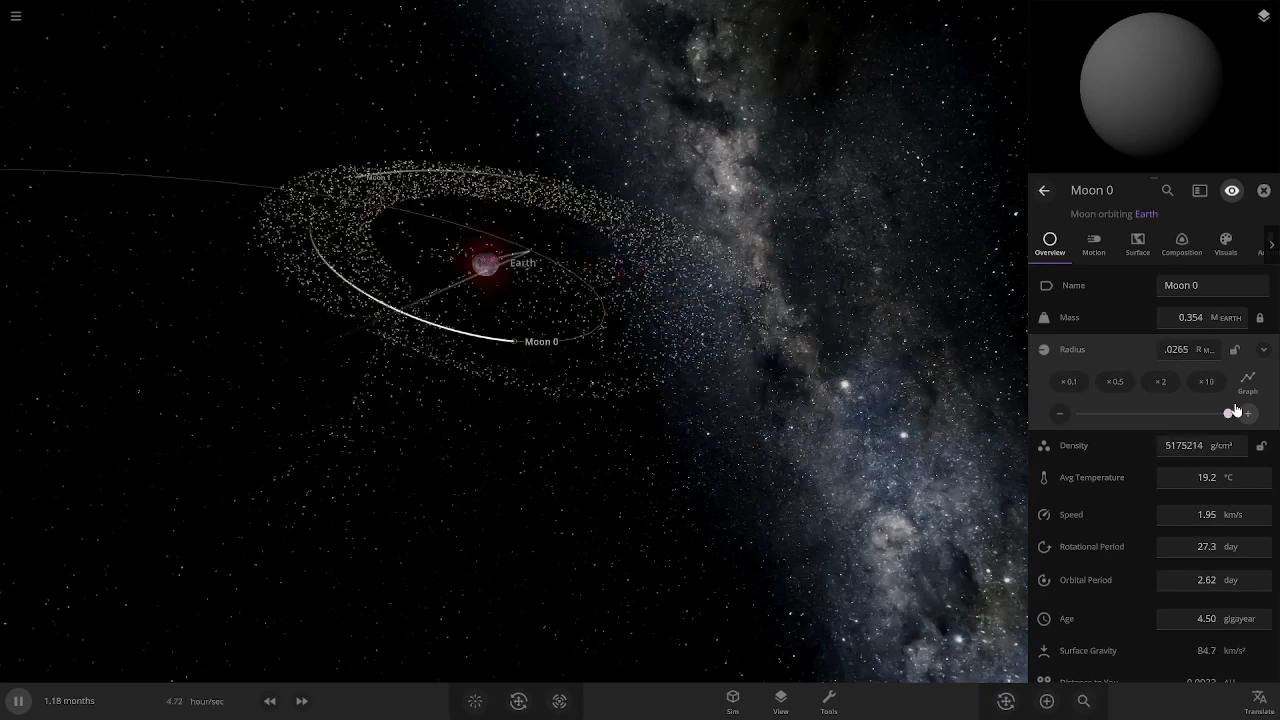 Moon 0
Moon orbiting Earth
Overview Motion Surface Composition Visuals
Name Moon 0
Mass 0.354 M EARTH
Radius .0265 R M...
× 0.1 × 0.5 × 2 × 10 Graph
Density 5175214 g/cm³
Avg Temperature 19.2 °C
Speed 1.95 km/s
Rotational Period 27.3 day
Orbital Period 2.62 day
Age 4.50 gigayear
Surface Gravity 84.7 km/s²
Moon
Earth
Moon 0
1.18 months 4.72 hour/sec
Sim View Tools
Translate